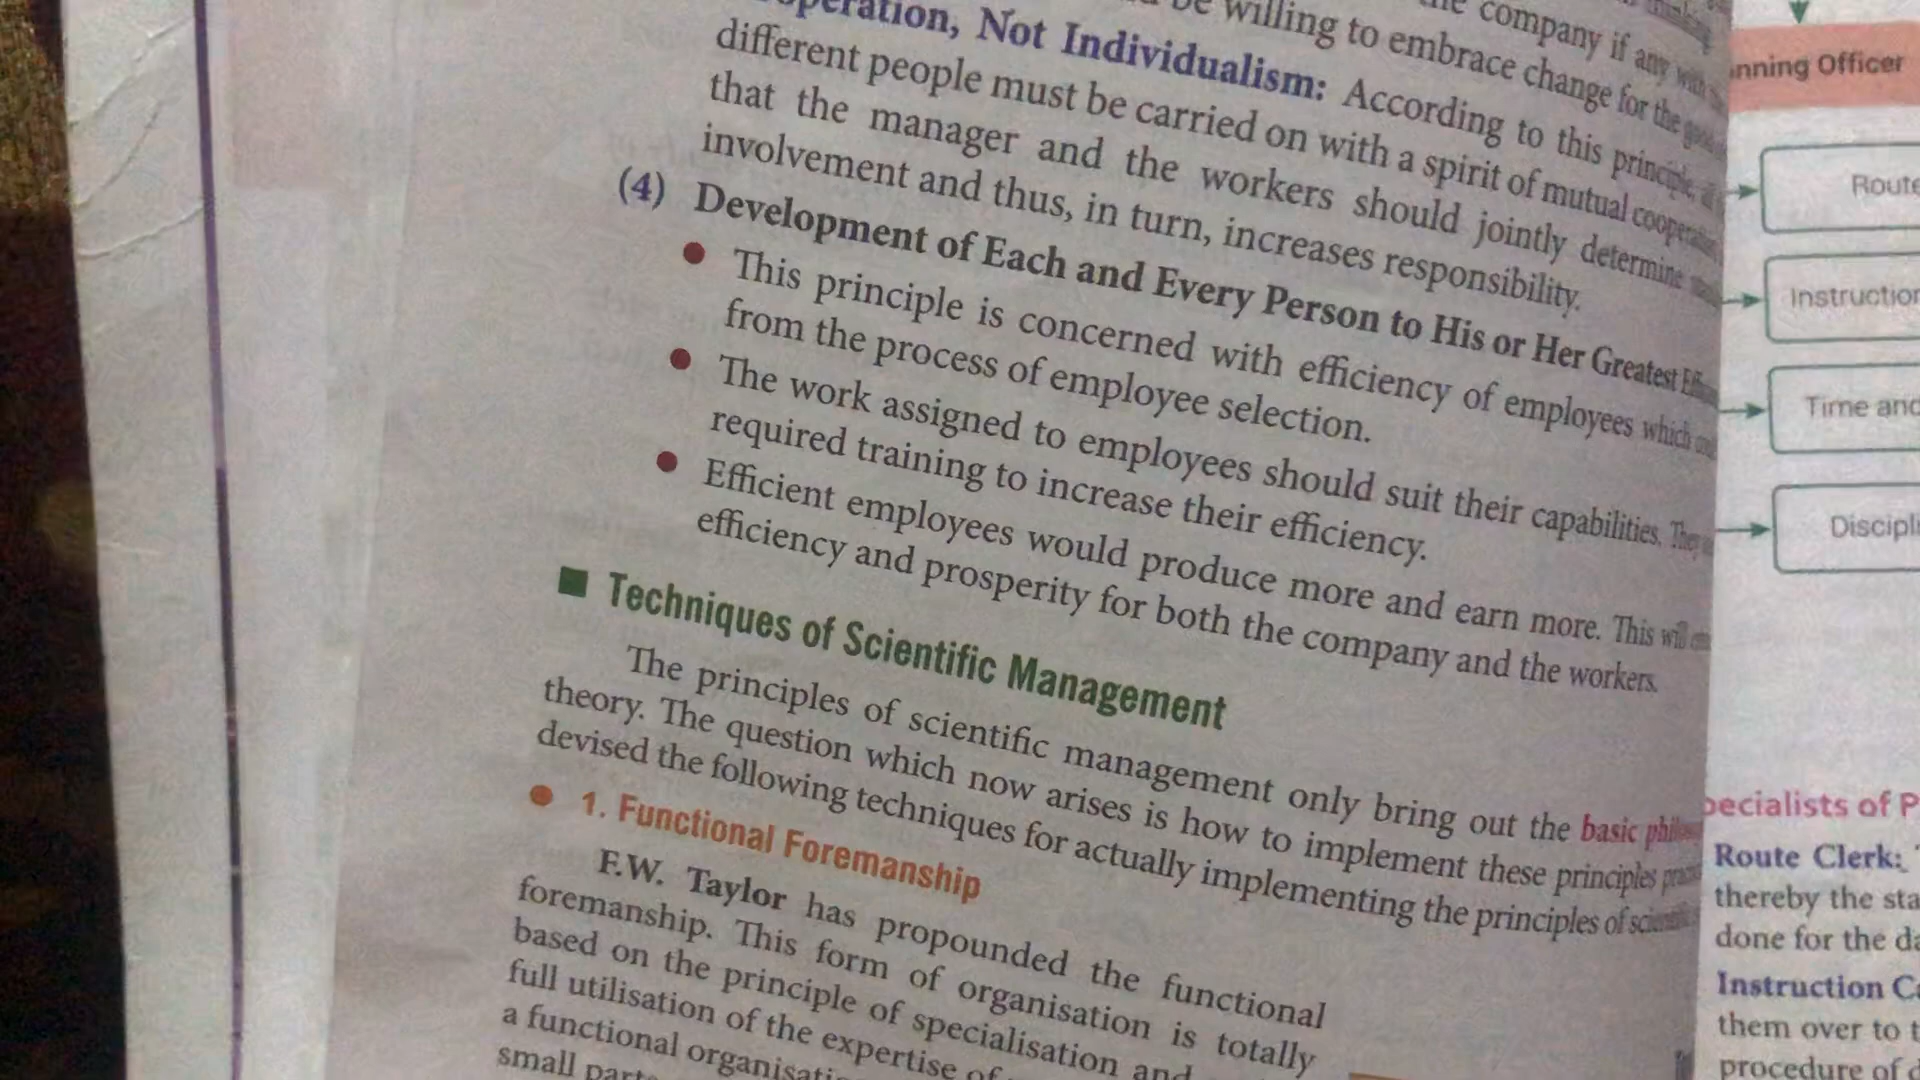 the company if any with
be willing to embrace change for the
operation, Not Individualism: According to this principle, all
different people must be carried on with a spirit of mutual cooperation
that the manager and the workers should jointly determine
involvement and thus, in turn, increases responsibility.
(4) Development of Each and Every Person to His or Her Greatest
● This principle is concerned with efficiency of employees which
from the process of employee selection.
● The work assigned to employees should suit their capabilities. They
required training to increase their efficiency.
● Efficient employees would produce more and earn more. This will
efficiency and prosperity for both the company and the workers.
■ Techniques of Scientific Management
The principles of scientific management only bring out the basic
theory. The question which now arises is how to implement these principles
devised the following techniques for actually implementing the principles of
● 1. Functional Foremanship
F.W. Taylor has propounded the functional
foremanship. This form of organisation is totally
based on the principle of specialisation and
full utilisation of the expertise of
a functional
small
nning Officer
Route
Instruction
Time and
Discipli
pecialists of P
Route Clerk:
thereby the sta
done for the da
Instruction Ca
them over to t
procedure of